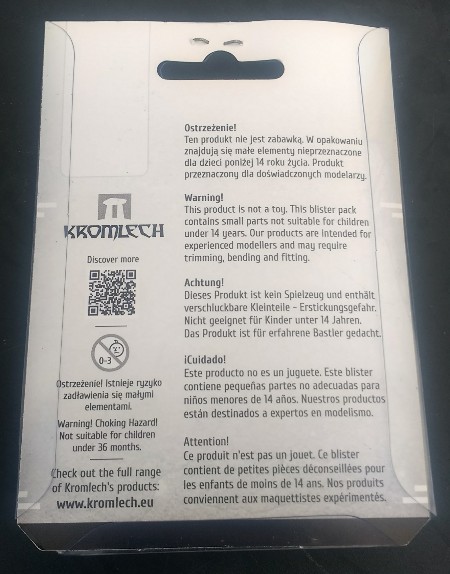 KROMLECH
Discover more
0-3
Ostrzeżenie! Istnieje ryzyko
zadławienia się małymi
elementami.
Warning! Choking Hazard!
Not suitable for children
under 36 months.
Check out the full range
of Kromlech's products:
www.kromlech.eu
Ostrzeżenie!
Ten produkt nie jest zabawką. W opakowaniu
znajdują się małe elementy nieprzeznaczone
dla dzieci poniżej 14 roku życia. Produkt
przeznaczony dla doświadczonych modelarzy.
Warning!
This product is not a toy. This blister pack
contains small parts not suitable for children
under 14 years. Our products are intended for
experienced modellers and may require
trimming, bending and fitting.
Achtung!
Dieses Produkt ist kein Spielzeug und enthält
verschluckbare Kleinteile - Erstickungsgefahr.
Nicht geeignet für Kinder unter 14 Jahren.
Das Produkt ist für erfahrene Bastler gedacht.
¡Cuidado!
Este producto no es un juguete. Este blister
contiene pequeñas partes no adecuadas para
niños menores de 14 años. Nuestros productos
están destinados a expertos en modelismo.
Attention!
Ce produit n'est pas un jouet. Ce blister
contient de petites pièces déconseillées pour
les enfants de moins de 14 ans. Nos produits
conviennent aux maquettistes expérimentés.